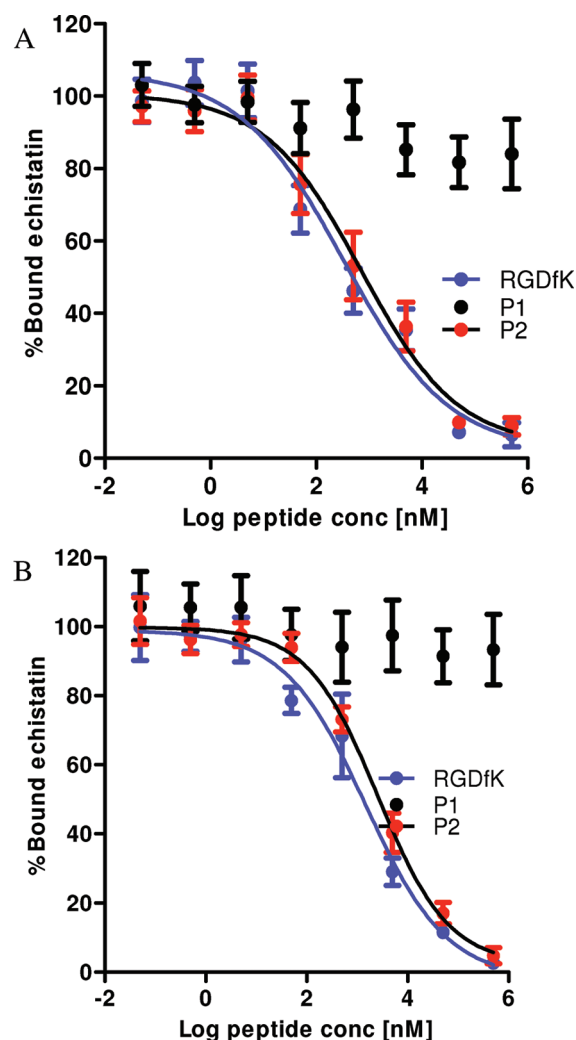 A
120
100
80
60
40
20
0
%Bound echistatin
RGDfK
P1
P2
-2 0 2 4 6
Log peptide conc [nM]
B
120
100
80
60
40
20
0
%Bound echistatin
RGDfK
P1
P2
-2 0 2 4 6
Log peptide conc [nM]